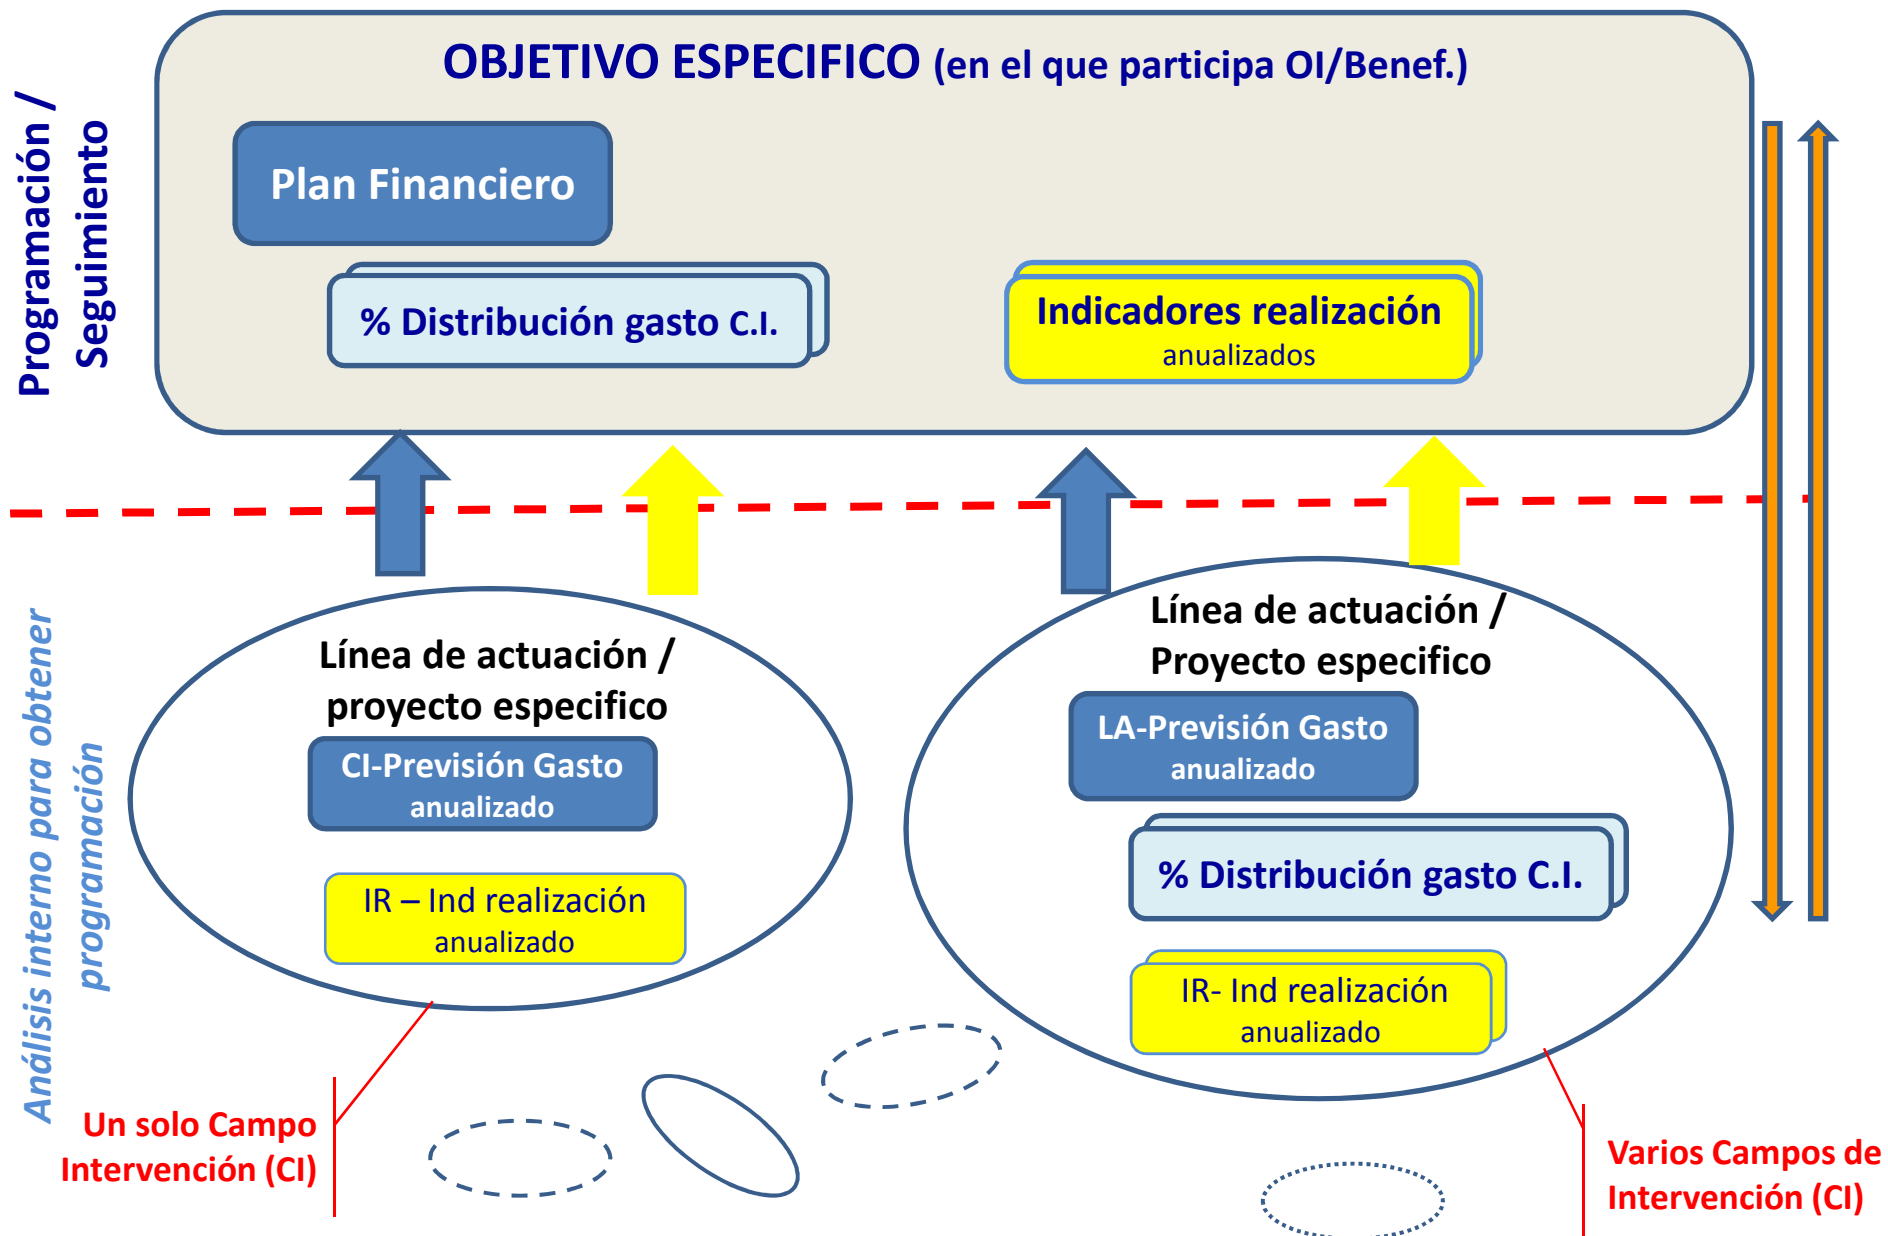 OBJETIVO ESPECIFICO (en el que participa OI/Benef.)
Programación /
Seguimiento
Plan Financiero
% Distribución gasto C.I.
Indicadores realización
anualizados
Análisis interno para obtener
programación
Línea de actuación /
proyecto especifico
CI-Previsión Gasto
anualizado
IR – Ind realización
anualizado
Línea de actuación /
Proyecto especifico
LA-Previsión Gasto
anualizado
% Distribución gasto C.I.
IR- Ind realización
anualizado
Un solo Campo
Intervención (CI)
Varios Campos de
Intervención (CI)